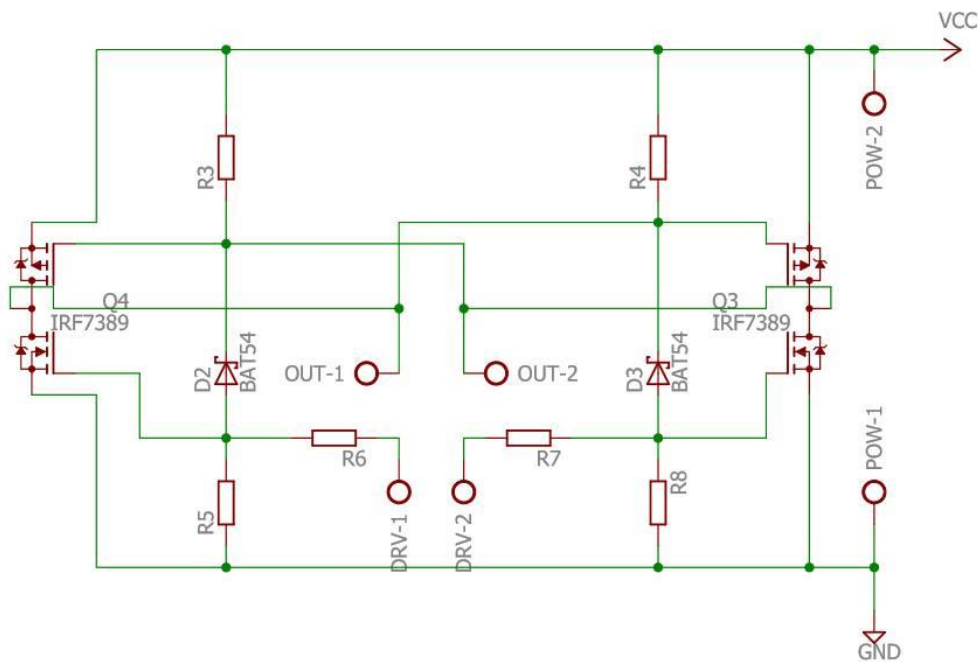 VCC
POW-2
R3
R4
Q4
IRF7389
Q3
IRF7389
D2
BAT54
OUT-1
OUT-2
D3
BAT54
R6
R7
R5
DRV-1
DRV-2
R8
POW-1
GND